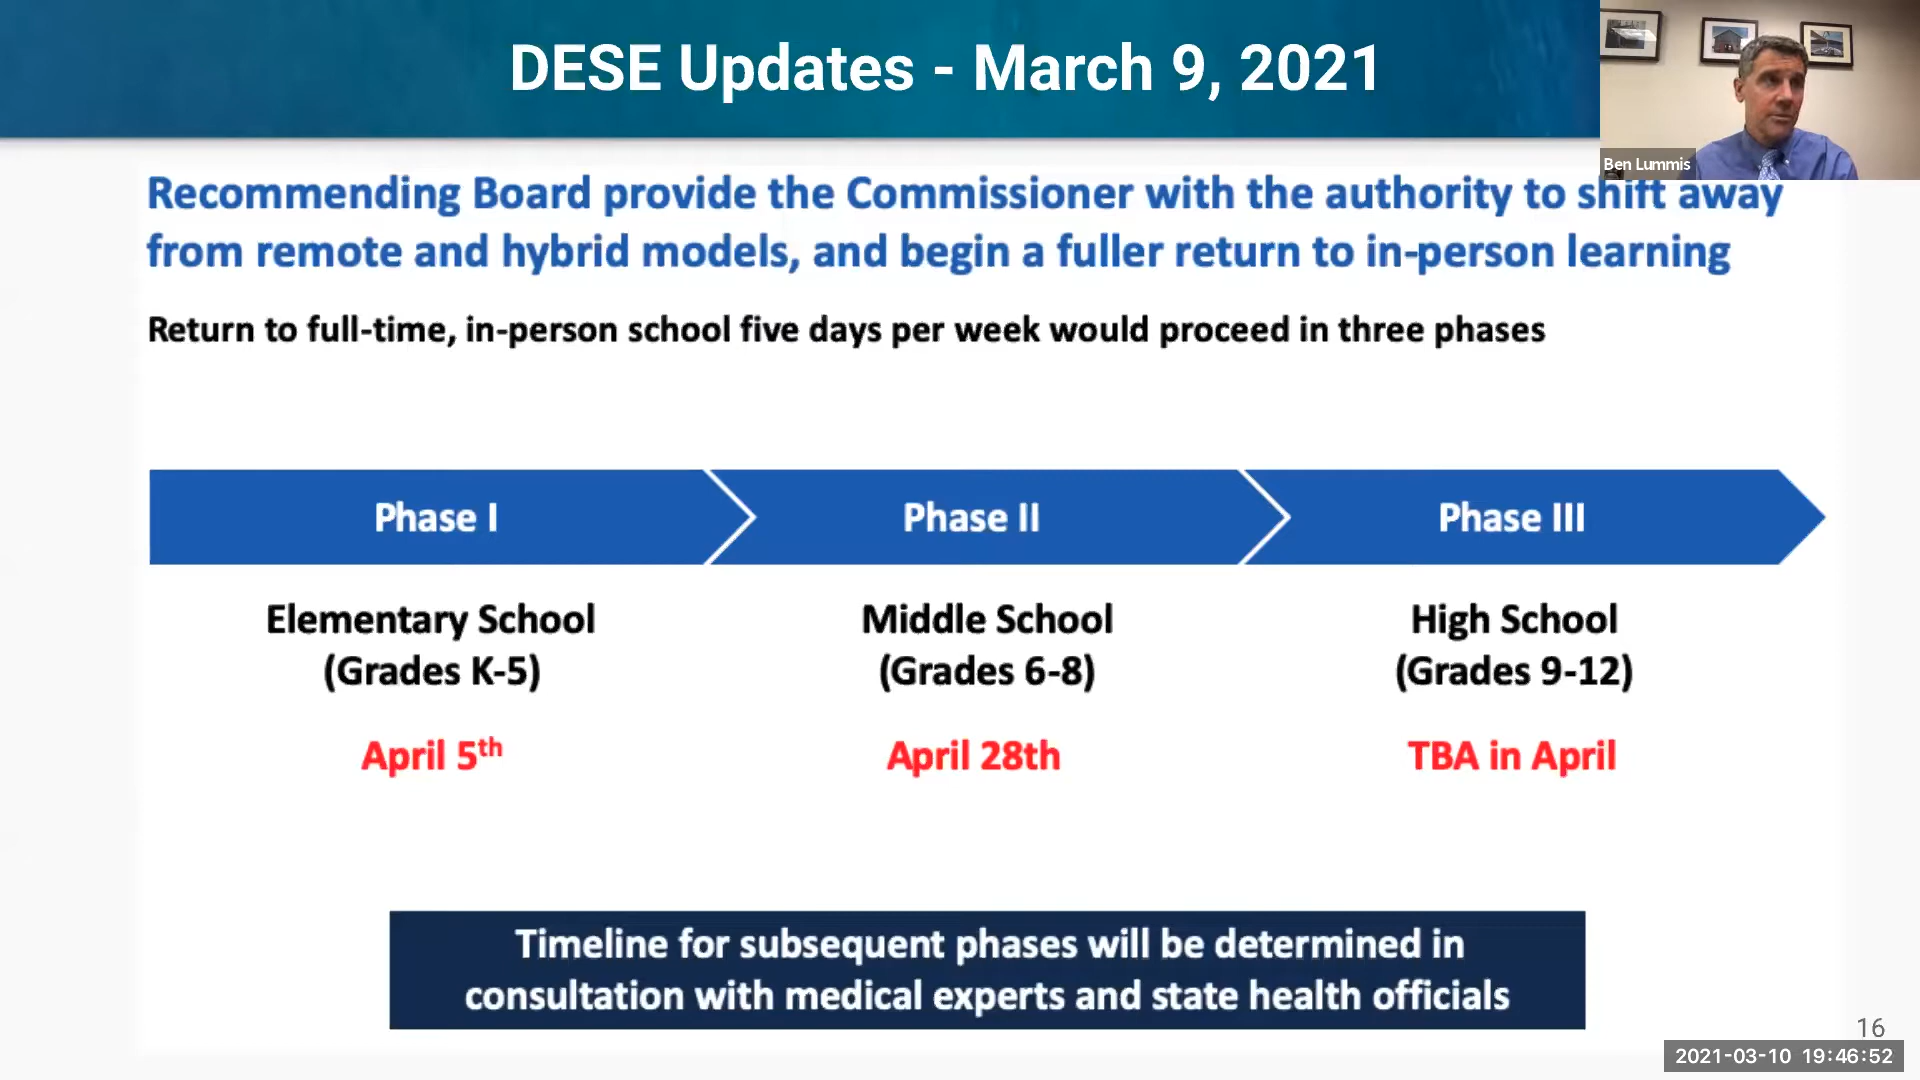 DESE Updates - March 9, 2021
Ben Lummis
Recommending Board provide the Commissioner with the authority to shift away
from remote and hybrid models, and begin a fuller return to in-person learning
Return to full-time, in-person school five days per week would proceed in three phases
Phase I
Phase II
Phase III
Elementary School
(Grades K-5)
April 5th
Middle School
(Grades 6-8)
April 28th
High School
(Grades 9-12)
TBA in April
Timeline for subsequent phases will be determined in
consultation with medical experts and state health officials
16
2021-03-10 19:46:52